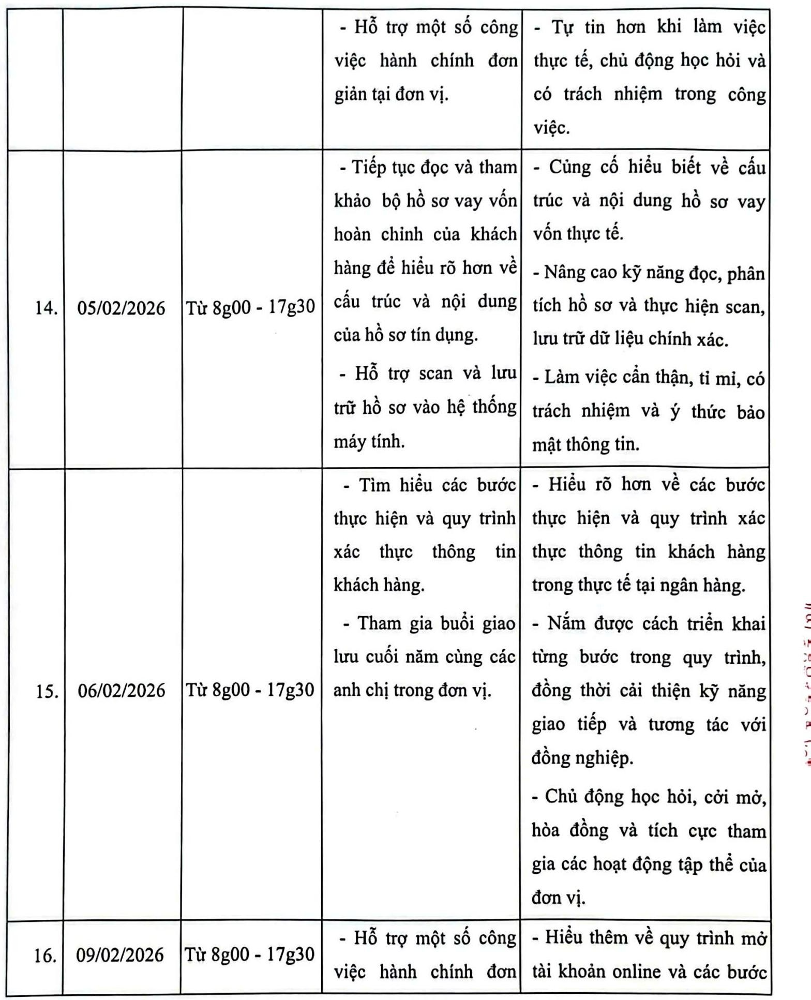 - Hỗ trợ một số công
việc hành chính đơn
giản tại đơn vị.
- Tự tin hơn khi làm việc
thực tế, chủ động học hỏi và
có trách nhiệm trong công
việc.
14.
05/02/2026
Từ 8g00 - 17g30
- Tiếp tục đọc và tham
khảo bộ hồ sơ vay vốn
hoàn chỉnh của khách
hàng để hiểu rõ hơn về
cấu trúc và nội dung
của hồ sơ tín dụng.
- Hỗ trợ scan và lưu
trữ hồ sơ vào hệ thống
máy tính.
- Củng cố hiểu biết về cấu
trúc và nội dung hồ sơ vay
vốn thực tế.
- Nâng cao kỹ năng đọc, phân
tích hồ sơ và thực hiện scan,
lưu trữ dữ liệu chính xác.
- Làm việc cẩn thận, tỉ mỉ, có
trách nhiệm và ý thức bảo
mật thông tin.
15.
06/02/2026
Từ 8g00 - 17g30
- Tìm hiểu các bước
thực hiện và quy trình
xác thực thông tin
khách hàng.
- Tham gia buổi giao
lưu cuối năm cùng các
anh chị trong đơn vị.
- Hiểu rõ hơn về các bước
thực hiện và quy trình xác
thực thông tin khách hàng
trong thực tế tại ngân hàng.
- Nắm được cách triển khai
từng bước trong quy trình,
đồng thời cải thiện kỹ năng
giao tiếp và tương tác với
đồng nghiệp.
- Chủ động học hỏi, cởi mở,
hòa đồng và tích cực tham
gia các hoạt động tập thể của
đơn vị.
16.
09/02/2026
Từ 8g00 - 17g30
- Hỗ trợ một số công
việc hành chính đơn
- Hiểu thêm về quy trình mở
tài khoản online và các bước